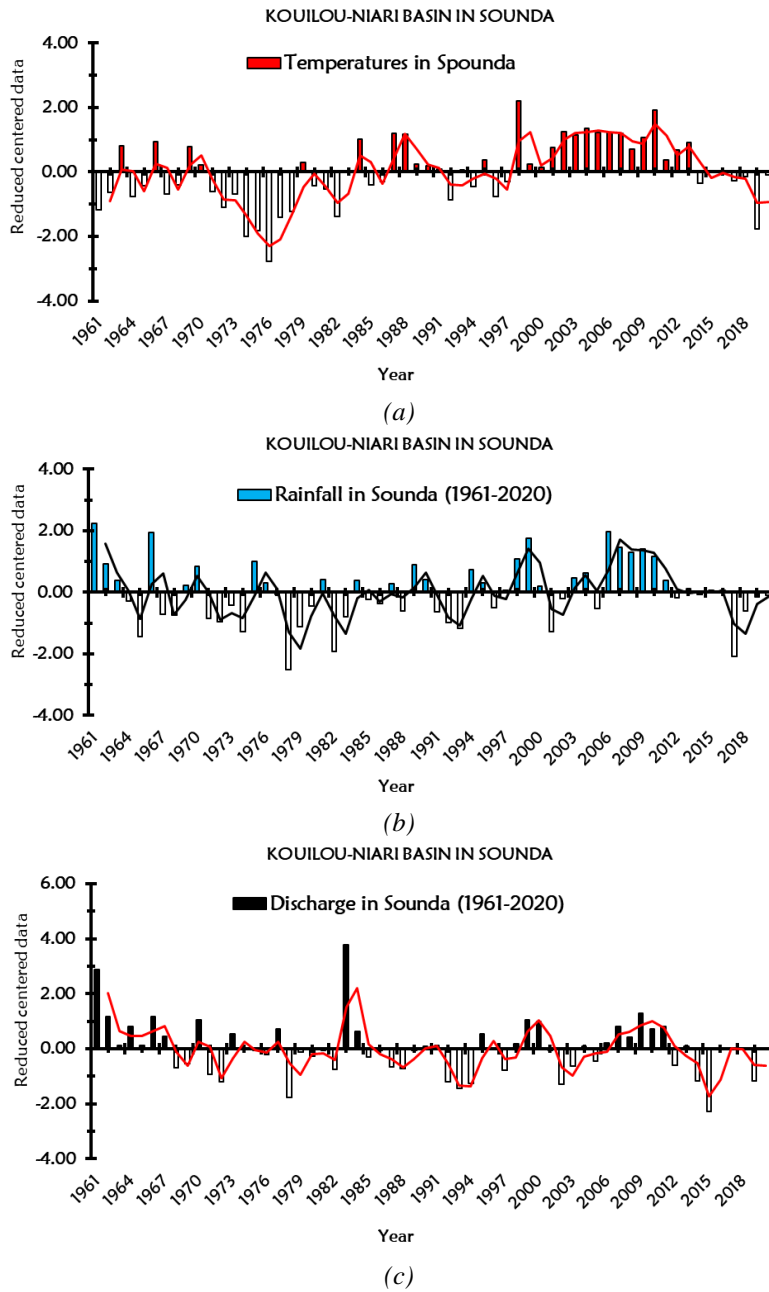 KOUILOU-NIARI BASIN IN SOUNDA
4.00
Temperatures in Spounda
2.00
0.00
-2.00
-4.00
Reduced centered data
1961 1964 1967 1970 1973 1976 1979 1982 1985 1988 1991 1994 1997 2000 2003 2006 2009 2012 2015 2018
Year
(a)
KOUILOU-NIARI BASIN IN SOUNDA
4.00
Rainfall in Sounda (1961-2020)
2.00
0.00
-2.00
-4.00
Reduced centered data
1961 1964 1967 1970 1973 1976 1979 1982 1985 1988 1991 1994 1997 2000 2003 2006 2009 2012 2015 2018
Year
(b)
KOUILOU-NIARI BASIN IN SOUNDA
6.00
Discharge in Sounda (1961-2020)
4.00
2.00
0.00
-2.00
-4.00
Reduced centered data
1961 1964 1967 1970 1973 1976 1979 1982 1985 1988 1991 1994 1997 2000 2003 2006 2009 2012 2015 2018
Year
(c)